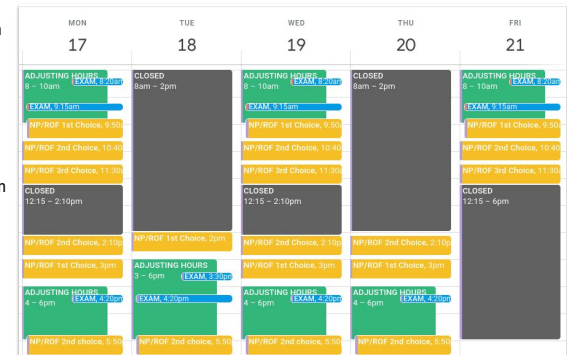 MON
17
ADJUSTING HOURS
8 – 10am
EXAM, 8:20am
EXAM, 9:15am
NP/ROF 1st Choice, 9:50
NP/ROF 2nd Choice, 10:40
NP/ROF 3rd Choice, 11:30
CLOSED
12:15 – 2:10pm
NP/ROF 2nd Choice, 2:10p
NP/ROF 1st Choice, 3pm
ADJUSTING HOURS
4 – 6pm
EXAM, 4:20pm
NP/ROF 2nd choice, 5:50
TUE
18
CLOSED
8am – 2pm
NP/ROF 1st Choice, 2pm
ADJUSTING HOURS
3 – 6pm
EXAM, 3:30pm
EXAM, 4:20pm
NP/ROF 2nd choice, 5:50
WED
19
ADJUSTING HOURS
8 – 10am
EXAM, 8:20am
EXAM, 9:15am
NP/ROF 1st Choice, 9:50
NP/ROF 2nd Choice, 10:40
NP/ROF 3rd Choice, 11:30
CLOSED
12:15 – 2:10pm
NP/ROF 2nd Choice, 2:10p
NP/ROF 1st Choice, 3pm
ADJUSTING HOURS
4 – 6pm
EXAM, 4:20pm
NP/ROF 2nd choice, 5:50
THU
20
CLOSED
8am – 2pm
NP/ROF 2nd Choice, 2:10p
NP/ROF 1st Choice, 3pm
ADJUSTING HOURS
4 – 6pm
EXAM, 4:20pm
NP/ROF 2nd choice, 5:50
FRI
21
ADJUSTING HOURS
8 – 10am
EXAM, 8:20am
EXAM, 9:15am
NP/ROF 1st Choice, 9:50
NP/ROF 2nd Choice, 10:40
NP/ROF 3rd Choice, 11:30
CLOSED
12:15 – 6pm